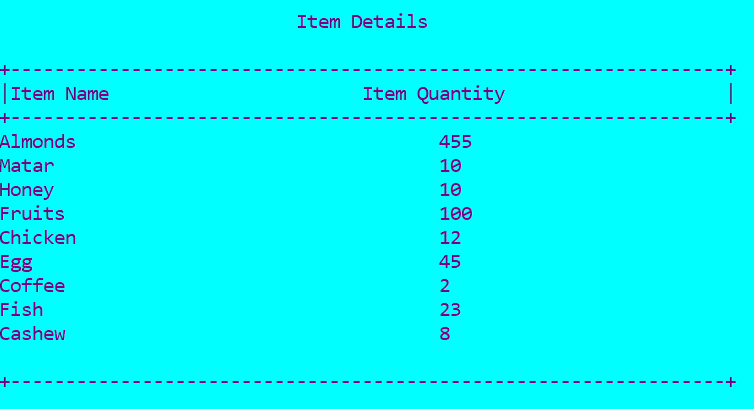 Item Details
+-----------------------------------------------------------------+
|Item Name                       Item Quantity                    |
+-----------------------------------------------------------------+
Almonds                                 455
Matar                                   10
Honey                                   10
Fruits                                  100
Chicken                                 12
Egg                                     45
Coffee                                  2
Fish                                    23
Cashew                                  8
+-----------------------------------------------------------------+